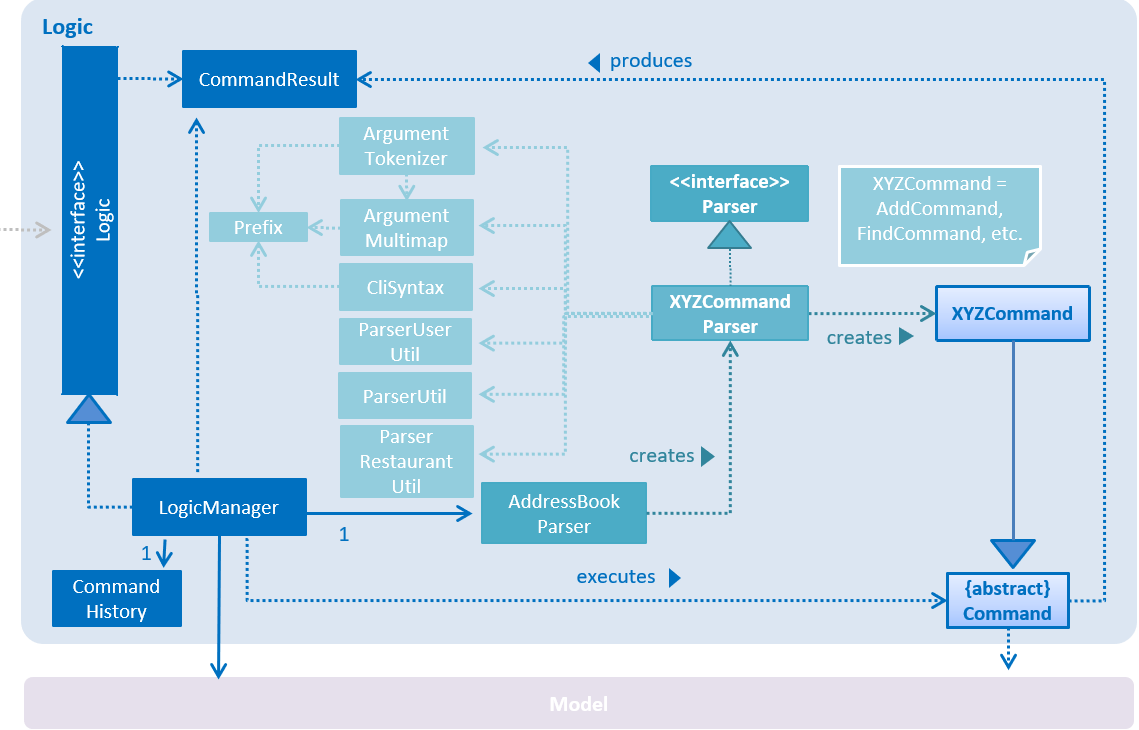 Logic
<<interface>>
Logic
CommandResult
produces
Argument
Tokenizer
Prefix
Argument
Multimap
CliSyntax
ParserUser
Util
ParserUtil
Parser
Restaurant
Util
<<interface>>
Parser
XYZCommand =
AddCommand,
FindCommand, etc.
XYZCommand
Parser
creates
XYZCommand
creates
LogicManager
1
AddressBook
Parser
1
Command
History
executes
{abstract}
Command
Model